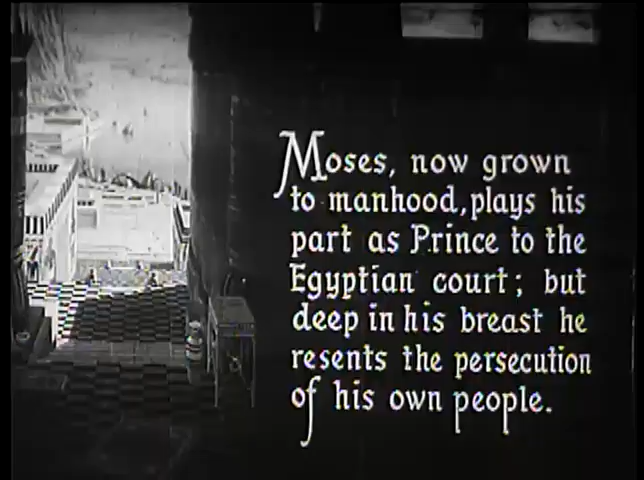 Moses, now grown
to manhood, plays his
part as Prince to the
Egyptian court; but
deep in his breast he
resents the persecution
of his own people.